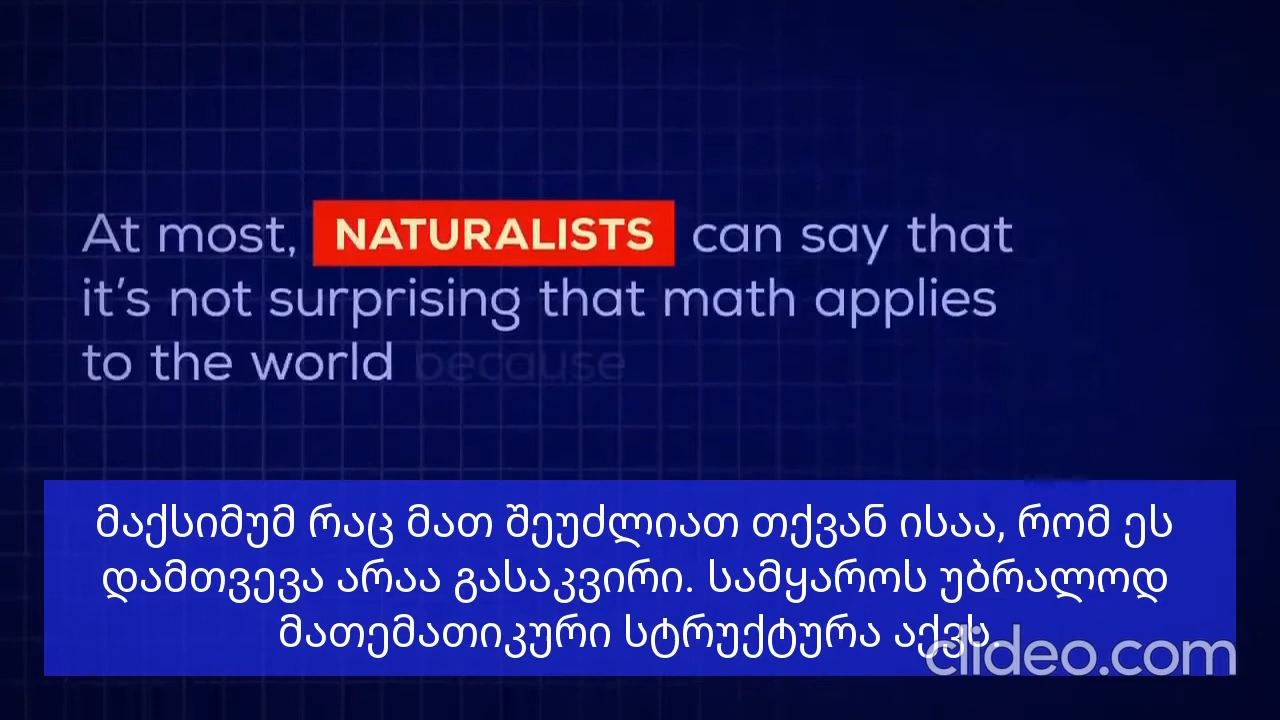 At most, NATURALISTS can say that
it's not surprising that math applies
to the world because
მაქსიმუმ რაც მათ შეუძლიათ თქვან ისაა, რომ ეს
დამთვევა არაა გასაკვირი. სამყაროს უბრალოდ
მათემატიკური სტრუქტურა აქვს.
clideo.com